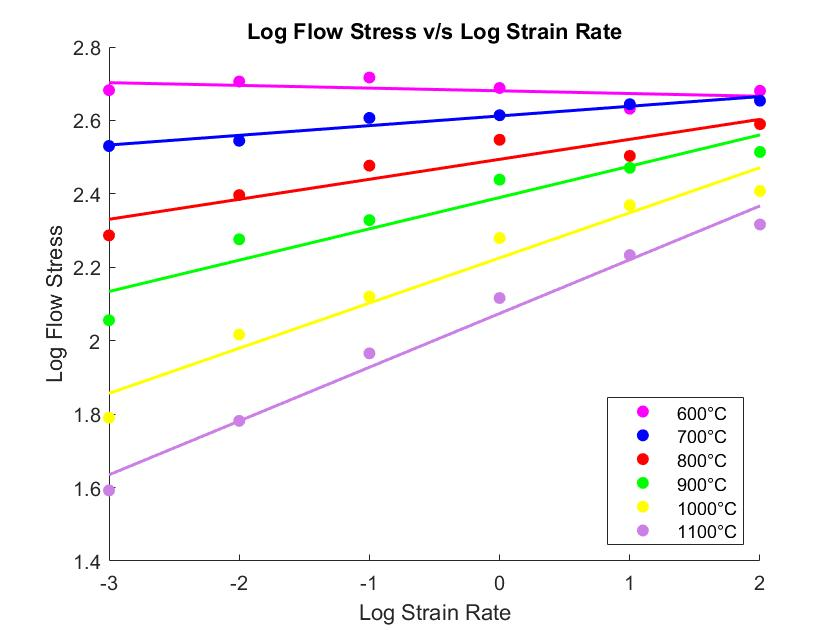 Log Flow Stress v/s Log Strain Rate
2.8
2.6
2.4
2.2
2
1.8
1.6
1.4
Log Flow Stress
600°C
700°C
800°C
900°C
1000°C
1100°C
-3 -2 -1 0 1 2
Log Strain Rate